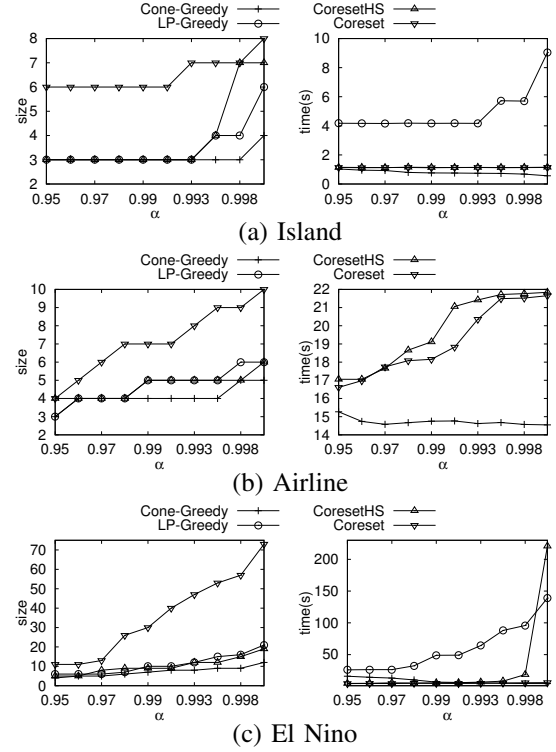 Cone-Greedy
LP-Greedy
CoresetHS
Coreset
size
8
7
6
5
4
3
2
0.95 0.97 0.99 0.993 0.998
α
time(s)
10
8
6
4
2
0
0.95 0.97 0.99 0.993 0.998
α
(a) Island
Cone-Greedy
LP-Greedy
CoresetHS
Coreset
size
10
9
8
7
6
5
4
3
2
0.95 0.97 0.99 0.993 0.998
α
time(s)
22
21
20
19
18
17
16
15
14
0.95 0.97 0.99 0.993 0.998
α
(b) Airline
Cone-Greedy
LP-Greedy
CoresetHS
Coreset
size
70
60
50
40
30
20
10
0
0.95 0.97 0.99 0.993 0.998
α
time(s)
200
150
100
50
0.95 0.97 0.99 0.993 0.998
α
(c) El Nino